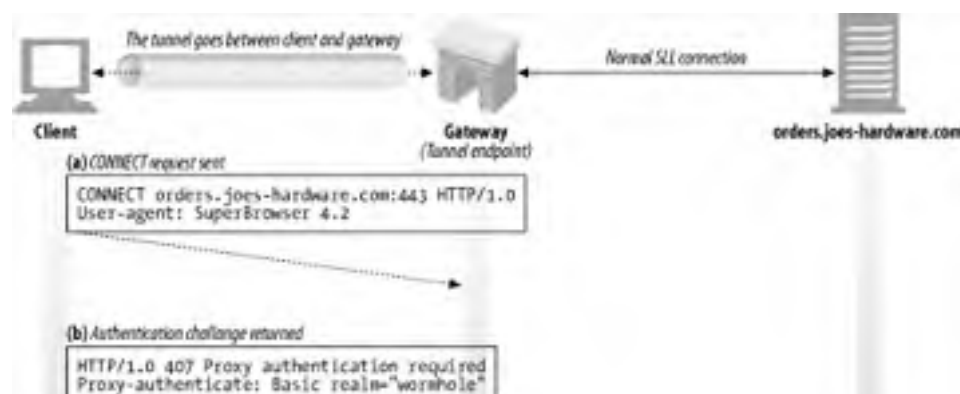 The tunnel goes between client and gateway
Normal SLL connection
Client
Gateway
(Tunnel endpoint)
orders.joes-hardware.com
(a) CONNECT request sent
CONNECT orders.joes-hardware.com:443 HTTP/1.0
User-agent: SuperBrowser 4.2
(b) Authentication challange returned
HTTP/1.0 407 Proxy authentication required
Proxy-authenticate: Basic realm="wormhole"